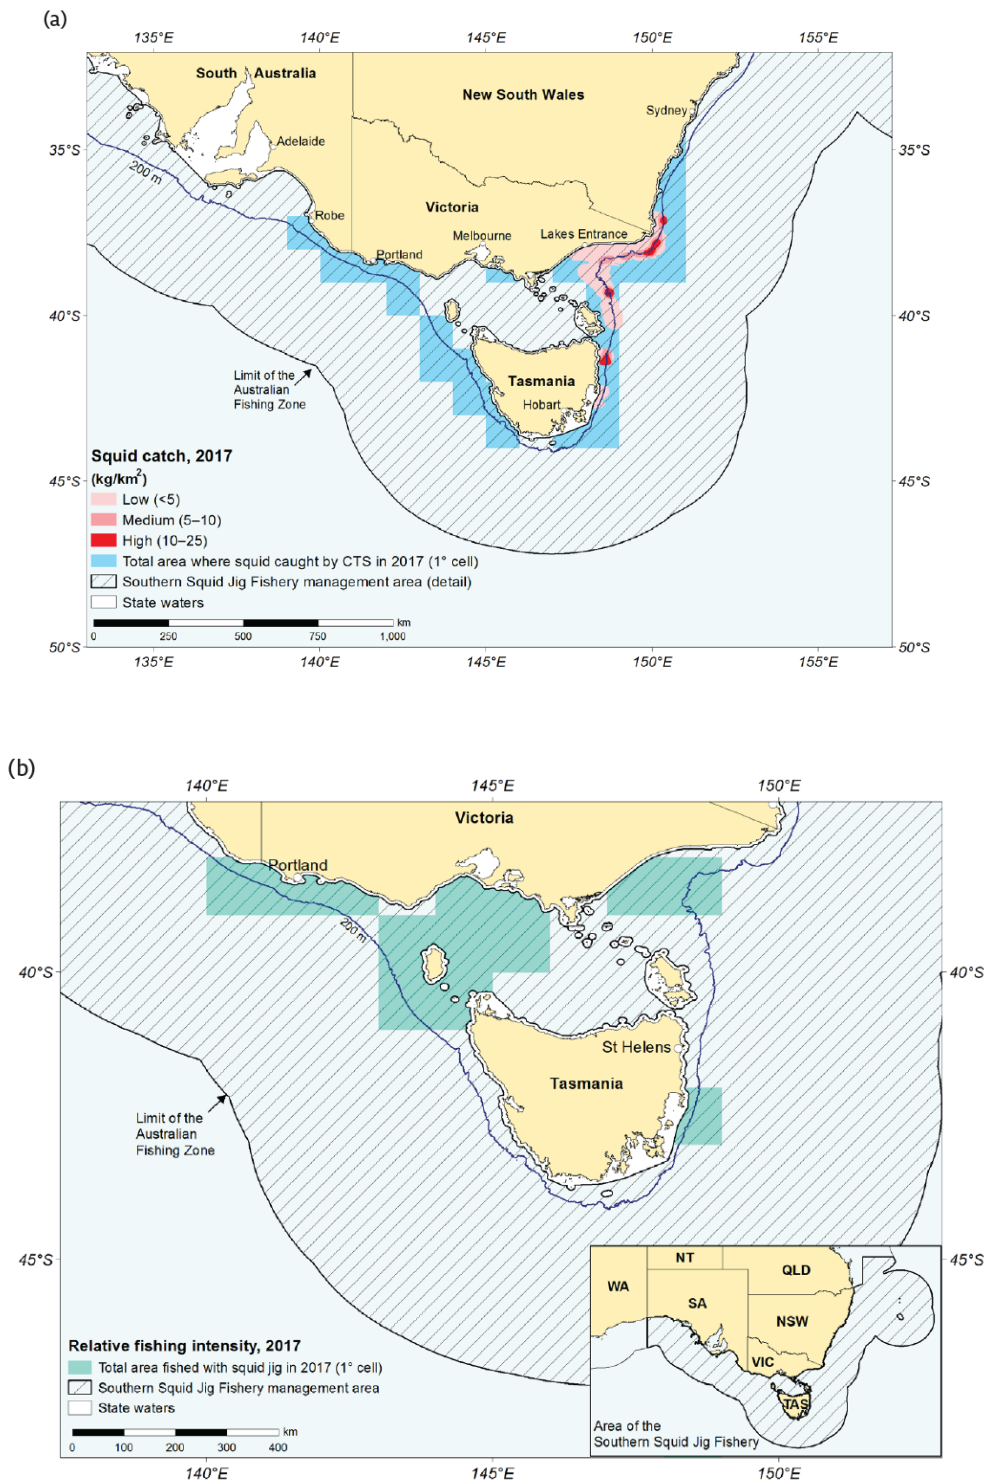 (a)
135°E 140°E 145°E 150°E 155°E
South Australia
New South Wales
Sydney
Adelaide
35°S 35°S
200 m
Victoria
Robe
Melbourne
Lakes Entrance
Portland
40°S 40°S
Limit of the
Australian
Fishing Zone
Tasmania
Hobart
Squid catch, 2017
(kg/km²)
45°S 45°S
Low (<5)
Medium (5–10)
High (10–25)
Total area where squid caught by CTS in 2017 (1° cell)
Southern Squid Jig Fishery management area (detail)
State waters
km
0 250 500 750 1,000
50°S 50°S
135°E 140°E 145°E 150°E 155°E
(b)
140°E 145°E 150°E
Victoria
Portland
200 m
40°S 40°S
St Helens
Tasmania
Limit of the
Australian
Fishing Zone
45°S 45°S
NT
QLD
WA
SA
NSW
VIC
TAS
Area of the
Southern Squid Jig Fishery
Relative fishing intensity, 2017
Total area fished with squid jig in 2017 (1° cell)
Southern Squid Jig Fishery management area
State waters
km
0 100 200 300 400
140°E 145°E 150°E